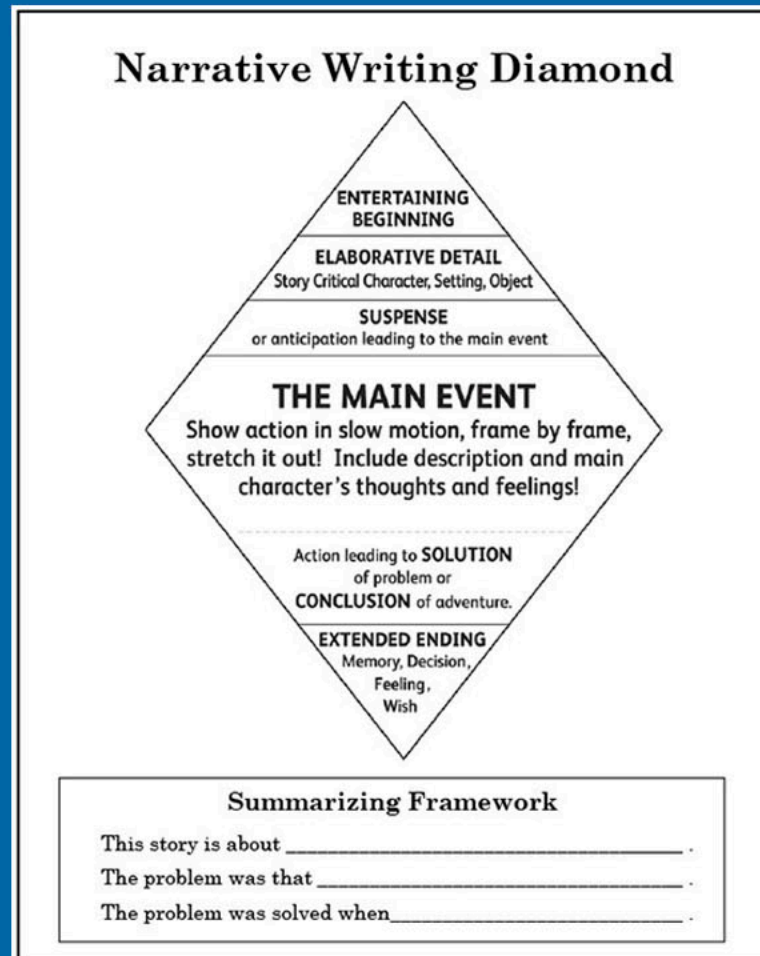 Narrative Writing Diamond
ENTERTAINING
BEGINNING
ELABORATIVE DETAIL
Story Critical Character, Setting, Object
SUSPENSE
or anticipation leading to the main event
THE MAIN EVENT
Show action in slow motion, frame by frame,
stretch it out! Include description and main
character's thoughts and feelings!
Action leading to SOLUTION
of problem or
CONCLUSION of adventure.
EXTENDED ENDING
Memory, Decision,
Feeling,
Wish
Summarizing Framework
This story is about ______________________________________ .
The problem was that ___________________________________ .
The problem was solved when____________________________ .